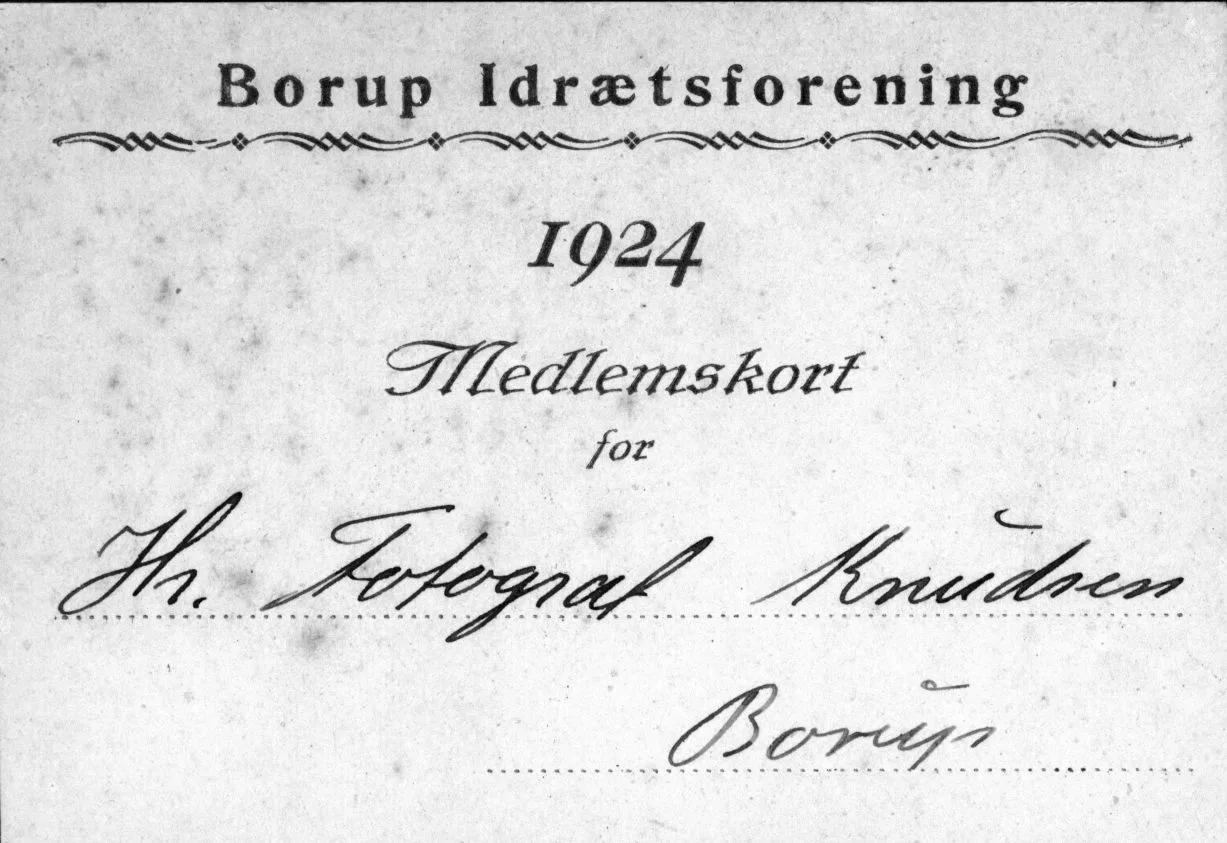 Borup Idrætsforening
1924
Medlemskort
for
Hr. Fotograf Knudsen
Borup